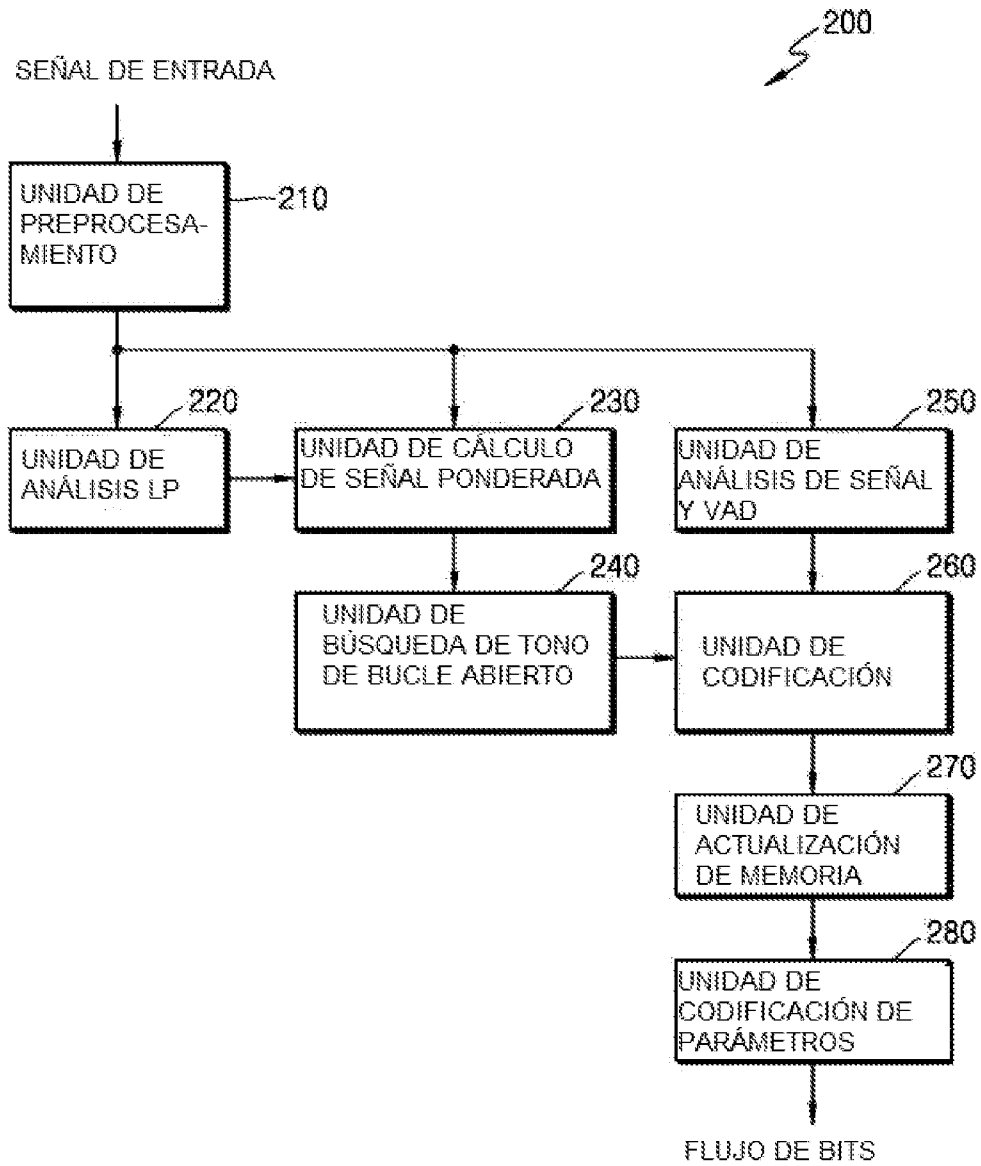 200
SEÑAL DE ENTRADA
UNIDAD DE
PREPROCESA-
MIENTO
210
220
UNIDAD DE
ANÁLISIS LP
230
UNIDAD DE CÁLCULO
DE SEÑAL PONDERADA
250
UNIDAD DE
ANÁLISIS DE SEÑAL
Y VAD
240
UNIDAD DE
BÚSQUEDA DE TONO
DE BUCLE ABIERTO
260
UNIDAD DE
CODIFICACIÓN
270
UNIDAD DE
ACTUALIZACIÓN
DE MEMORIA
280
UNIDAD DE
CODIFICACIÓN DE
PARÁMETROS
FLUJO DE BITS